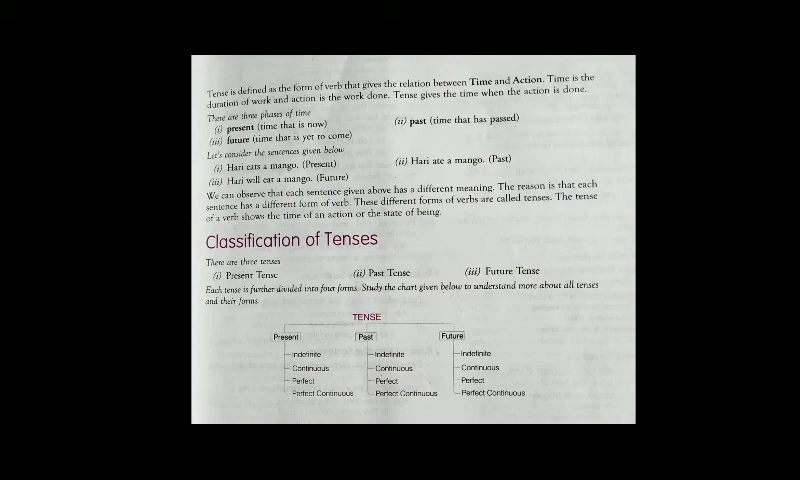 Tense is defined as the form of verb that gives the relation between Time and Action. Time is the
duration of work and action is the work done. Tense gives the time when the action is done.
There are three phases of time
(i) present (time that is now) (ii) past (time that has passed)
(iii) future (time that is yet to come)
Let's consider the sentences given below
(i) Hari eats a mango. (Present) (ii) Hari ate a mango. (Past)
(iii) Hari will eat a mango. (Future)
We can observe that each sentence given above has a different meaning. The reason is that each
sentence has a different form of verb. These different forms of verbs are called tenses. The tense
of a verb shows the time of an action or the state of being.
Classification of Tenses
There are three tenses
(i) Present Tense (ii) Past Tense (iii) Future Tense
Each tense is further divided into four forms. Study the chart given below to understand more about all tenses
and their forms.
TENSE
Present Past Future
Indefinite Indefinite Indefinite
Continuous Continuous Continuous
Perfect Perfect Perfect
Perfect Continuous Perfect Continuous Perfect Continuous